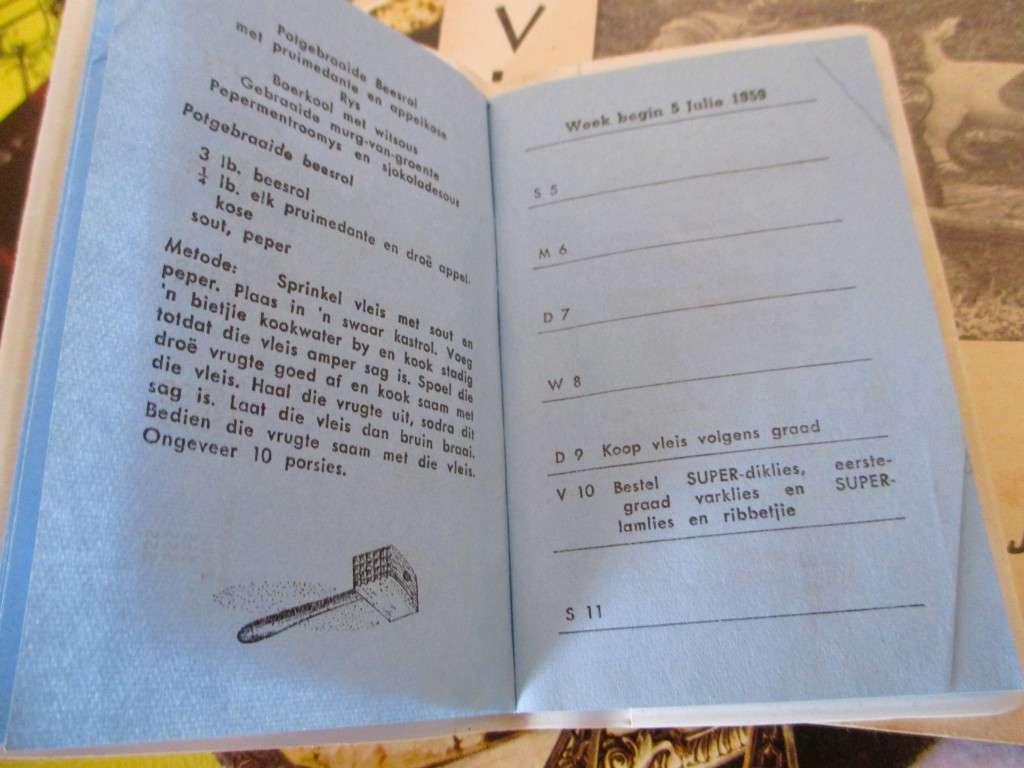 V.
Potgebraaide Beesrol
met pruimedante en appelkose
Rys
Boerkool met witsous
Gebraaide murg-van-groente
Pepermentroomys en sjokoladesous
Potgebraaide beesrol
3 lb. beesrol
¼ lb. elk pruimedante en droë appel-
kose
sout, peper
Metode: Sprinkel vleis met sout en
peper. Plaas in 'n swaar kastrol. Voeg
'n bietjie kookwater by en kook stadig
totdat die vleis amper sag is. Spoel die
droë vrugte goed af en kook saam met
die vleis. Haal die vrugte uit, sodra dit
sag is. Laat die vleis dan bruin braai.
Bedien die vrugte saam met die vleis.
Ongeveer 10 porsies.
Week begin 5 Julie 1959
S 5
M 6
D 7
W 8
D 9 Koop vleis volgens graad
V 10 Bestel SUPER-diklies, eerste-
graad varklies en SUPER-
lamlies en ribbetjie
S 11